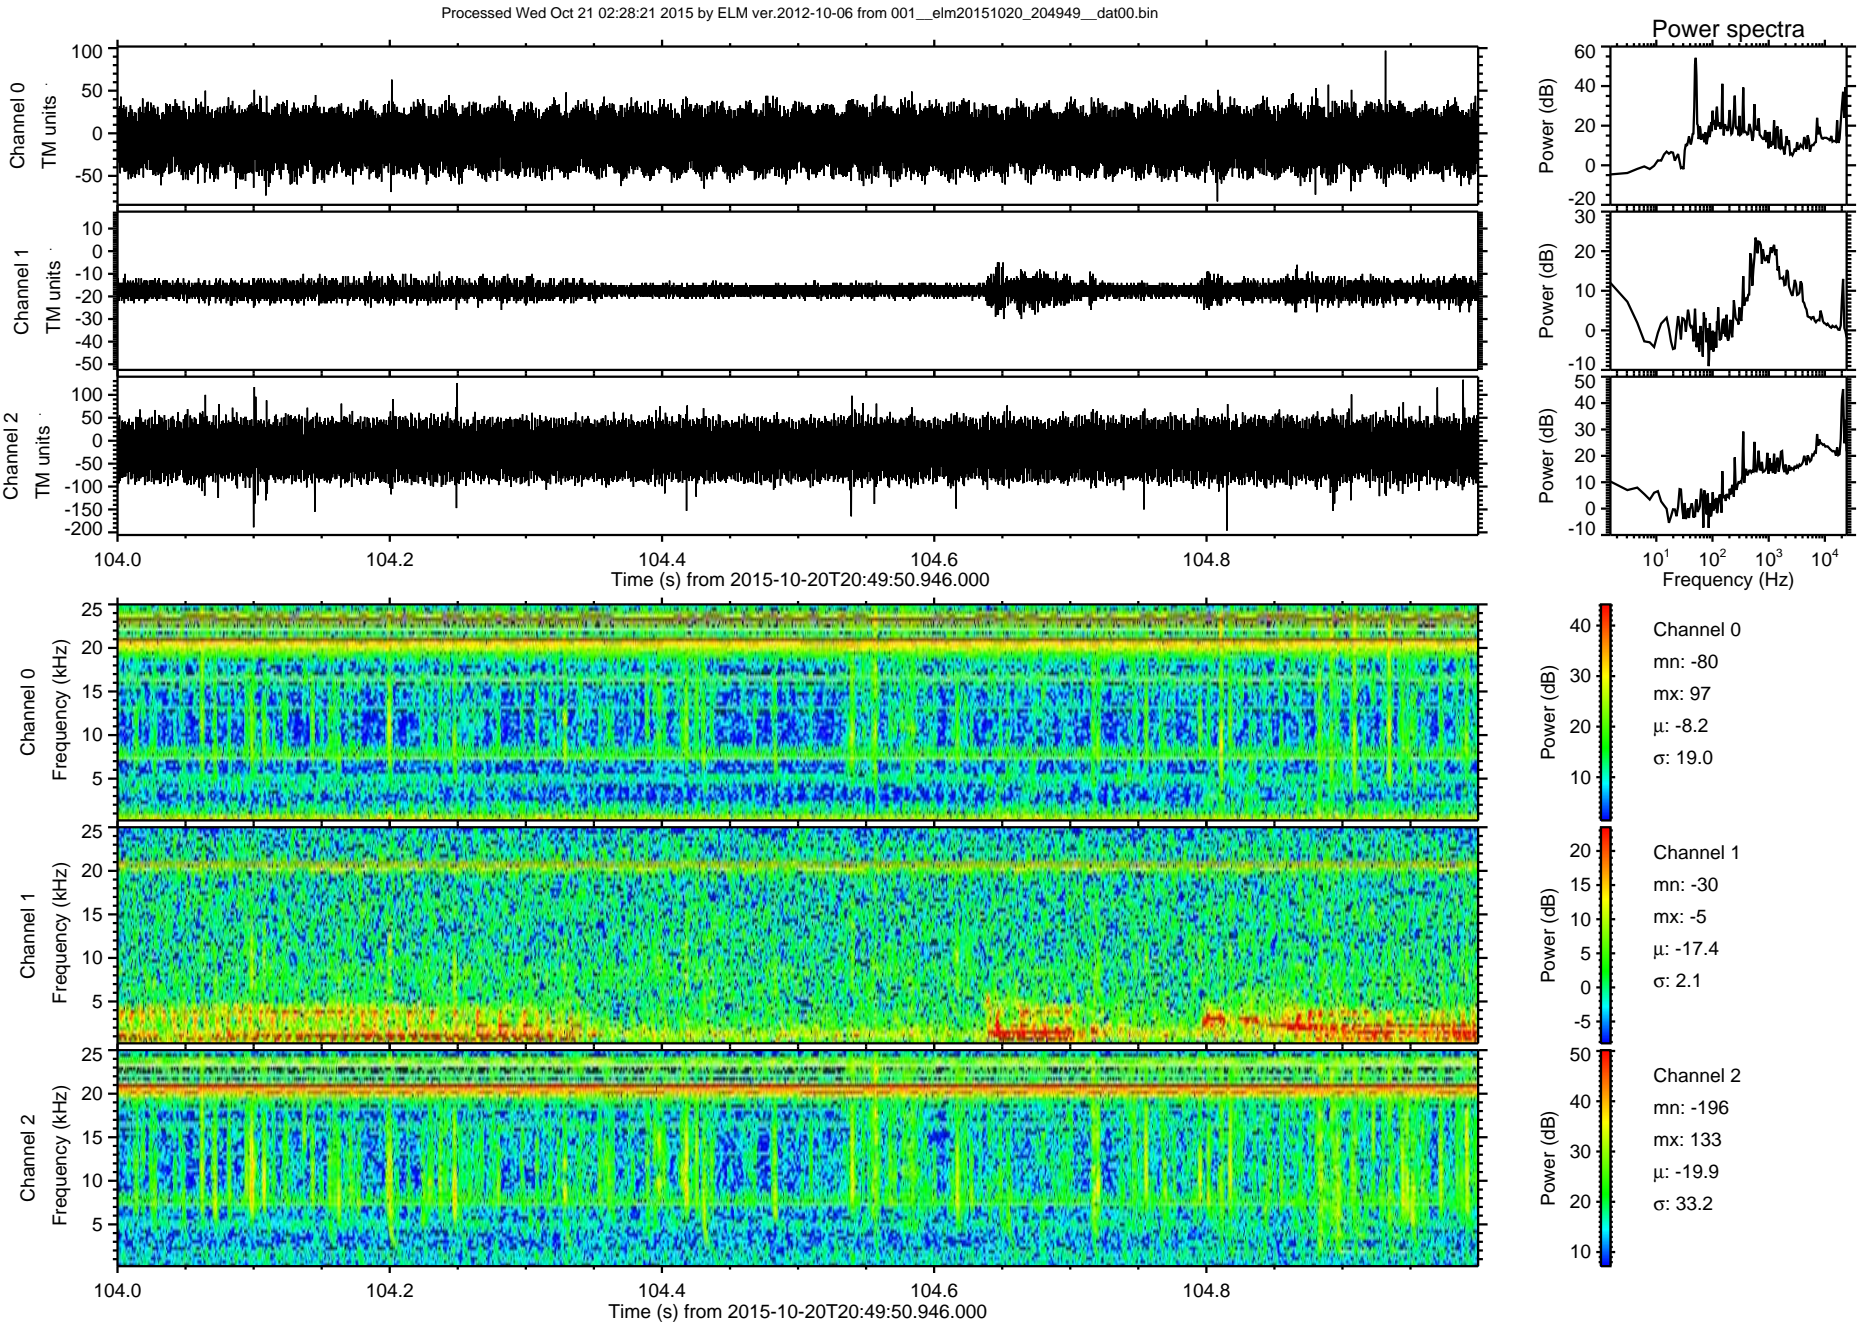 Processed Wed Oct 21 02:28:21 2015 by ELM ver.2012-10-06 from 001__elm20151020_204949__dat00.bin
Power spectra
Channel 0
TM units
100
50
0
-50
Power (dB)
60
40
20
0
-20
Channel 1
TM units
10
0
-10
-20
-30
-40
-50
Power (dB)
30
20
10
0
-10
Channel 2
TM units
100
50
0
-50
-100
-150
-200
Power (dB)
50
40
30
20
10
0
-10
104.0 104.2 104.4 104.6 104.8
Time (s) from 2015-10-20T20:49:50.946.000
10^1 10^2 10^3 10^4
Frequency (Hz)
Channel 0
Frequency (kHz)
25
20
15
10
5
Power (dB)
40
30
20
10
Channel 0
mn: -80
mx: 97
μ: -8.2
σ: 19.0
Channel 1
Frequency (kHz)
25
20
15
10
5
Power (dB)
20
15
10
5
0
-5
Channel 1
mn: -30
mx: -5
μ: -17.4
σ: 2.1
Channel 2
Frequency (kHz)
25
20
15
10
5
Power (dB)
50
40
30
20
10
Channel 2
mn: -196
mx: 133
μ: -19.9
σ: 33.2
104.0 104.2 104.4 104.6 104.8
Time (s) from 2015-10-20T20:49:50.946.000